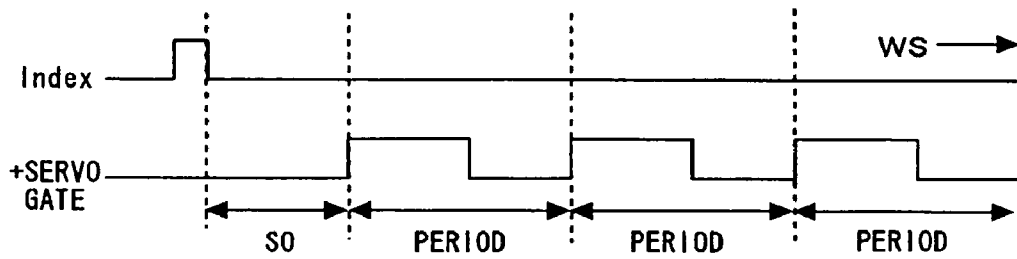 WS
Index
+SERVO
GATE
SO
PERIOD
PERIOD
PERIOD